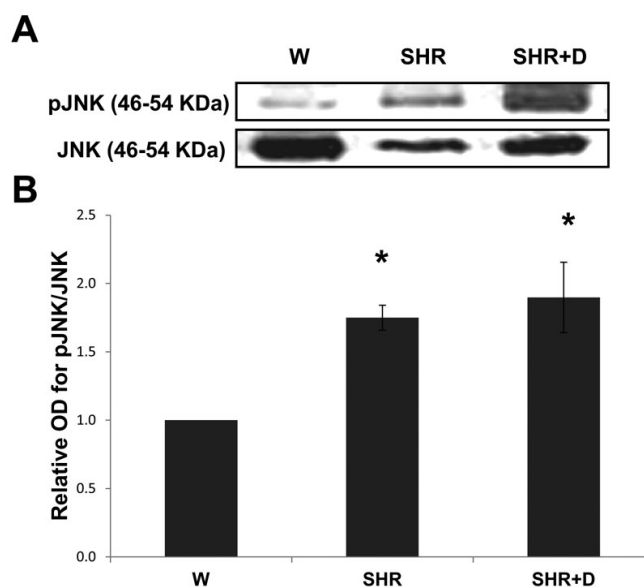 A
W SHR SHR+D
pJNK (46-54 KDa)
JNK (46-54 KDa)
B
Relative OD for pJNK/JNK
2.5
2.0
1.5
1.0
0.5
0.0
*
*
W SHR SHR+D